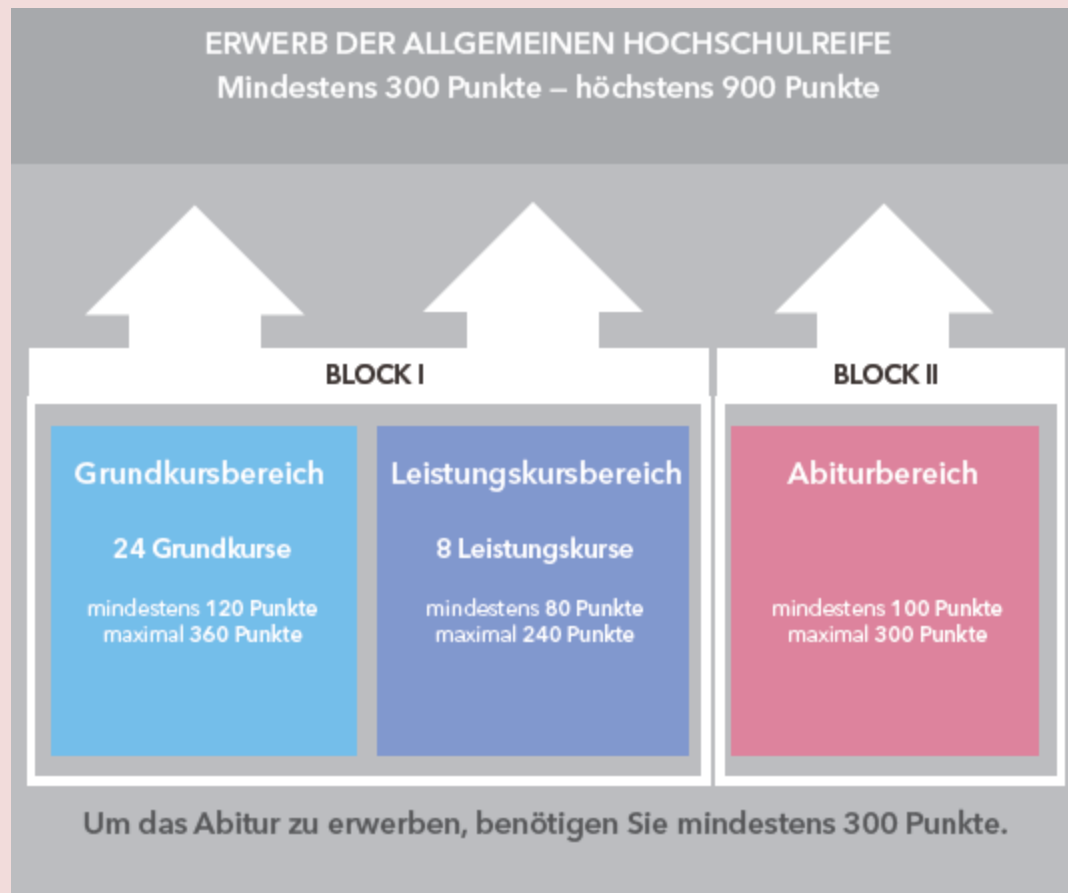 ERWERB DER ALLGEMEINEN HOCHSCHULREIFE
Mindestens 300 Punkte – höchstens 900 Punkte
BLOCK I
Grundkursbereich
24 Grundkurse
mindestens 120 Punkte
maximal 360 Punkte
Leistungskursbereich
8 Leistungskurse
mindestens 80 Punkte
maximal 240 Punkte
BLOCK II
Abiturbereich
mindestens 100 Punkte
maximal 300 Punkte
Um das Abitur zu erwerben, benötigen Sie mindestens 300 Punkte.